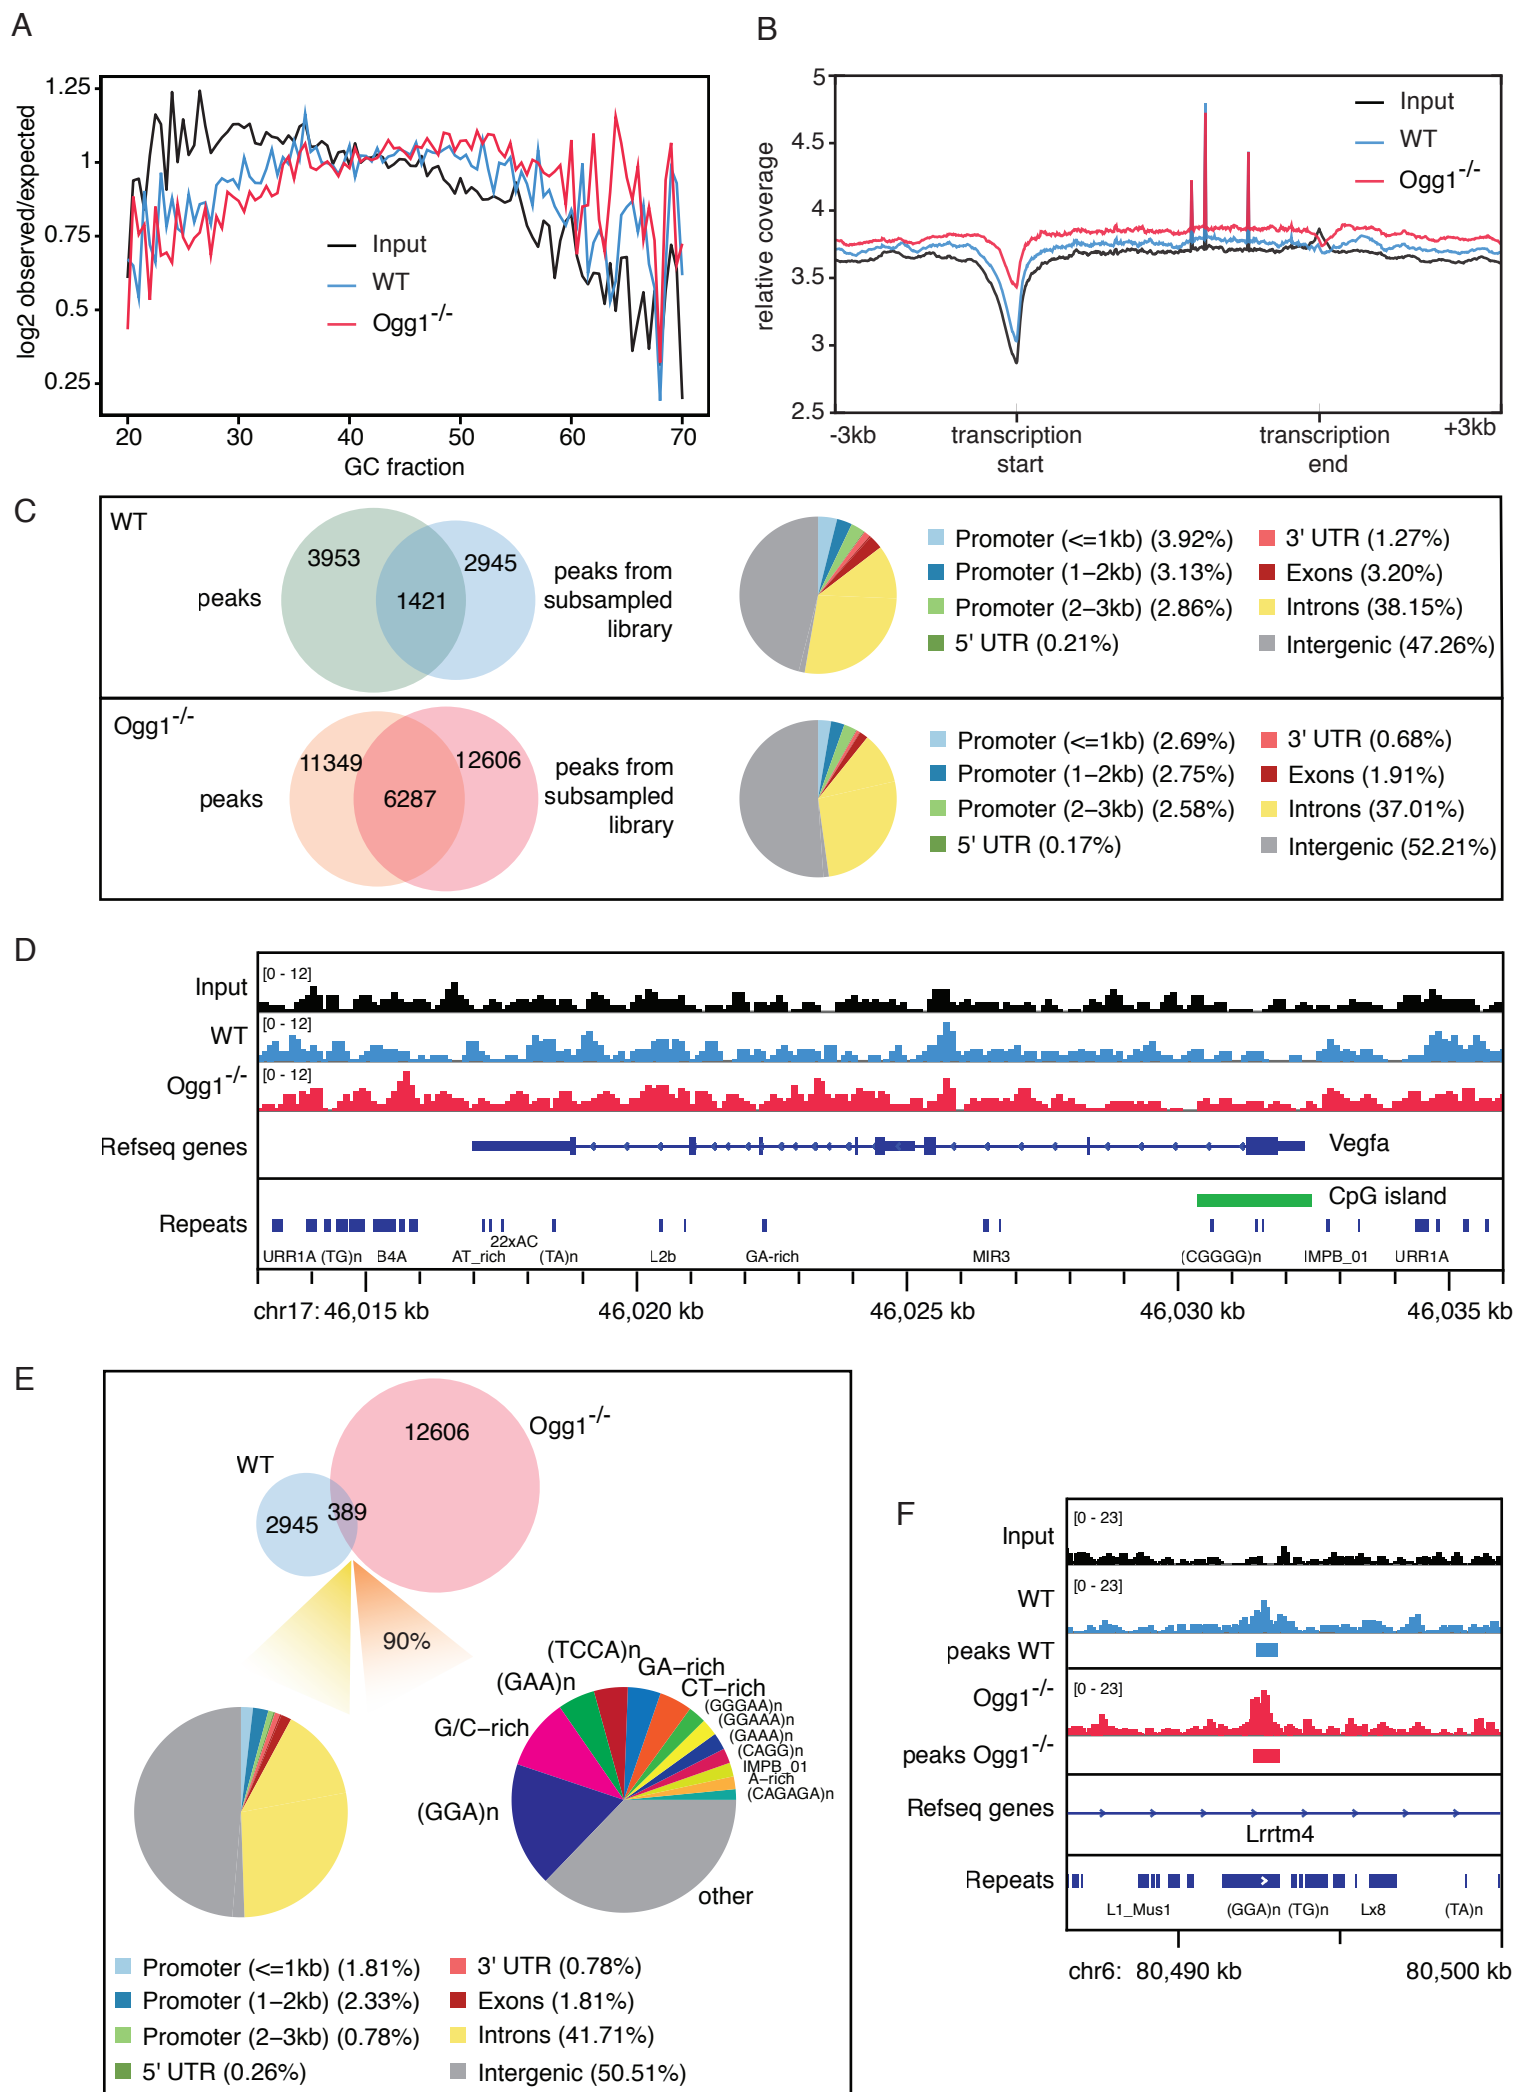 A
1.25
1
0.75
0.5
0.25
log2 observed/expected
Input
WT
Ogg1-/-
20 30 40 50 60 70
GC fraction
B
5
4.5
4
3.5
3
2.5
relative coverage
Input
WT
Ogg1-/-
-3kb
transcription
start
transcription
end
+3kb
C
WT
peaks
3953
1421
2945
peaks from
subsampled
library
Promoter (<=1kb) (3.92%)
Promoter (1−2kb) (3.13%)
Promoter (2−3kb) (2.86%)
5' UTR (0.21%)
3' UTR (1.27%)
Exons (3.20%)
Introns (38.15%)
Intergenic (47.26%)
Ogg1-/-
peaks
11349
6287
12606
peaks from
subsampled
library
Promoter (<=1kb) (2.69%)
Promoter (1−2kb) (2.75%)
Promoter (2−3kb) (2.58%)
5' UTR (0.17%)
3' UTR (0.68%)
Exons (1.91%)
Introns (37.01%)
Intergenic (52.21%)
D
Input
[0 - 12]
WT
[0 - 12]
Ogg1-/-
[0 - 12]
Refseq genes
Vegfa
CpG island
Repeats
URR1A (TG)n B4A AT_rich 22xAC (TA)n L2b GA-rich MIR3 (CGGGG)n IMPB_01 URR1A
chr17: 46,015 kb 46,020 kb 46,025 kb 46,030 kb 46,035 kb
E
WT
2945
389
12606
Ogg1-/-
90%
(TCCA)n
GA−rich
(GAA)n
CT−rich
(GGGAA)n
G/C−rich
(GGAAA)n
(GAAA)n
(CAGG)n
IMPB_01
A−rich
(CAGAGA)n
(GGA)n
other
Promoter (<=1kb) (1.81%)
Promoter (1−2kb) (2.33%)
Promoter (2−3kb) (0.78%)
5' UTR (0.26%)
3' UTR (0.78%)
Exons (1.81%)
Introns (41.71%)
Intergenic (50.51%)
F
Input
[0 - 23]
WT
[0 - 23]
peaks WT
Ogg1-/-
[0 - 23]
peaks Ogg1-/-
Refseq genes
Lrrtm4
Repeats
L1_Mus1 (GGA)n (TG)n Lx8 (TA)n
chr6: 80,490 kb 80,500 kb